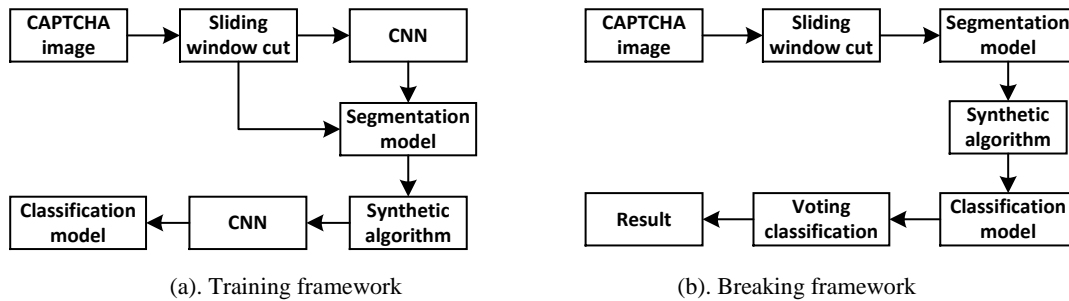 CAPTCHA
image
Sliding
window cut
CNN
Segmentation
model
Classification
model
CNN
Synthetic
algorithm
(a). Training framework
CAPTCHA
image
Sliding
window cut
Segmentation
model
Synthetic
algorithm
Result
Voting
classification
Classification
model
(b). Breaking framework